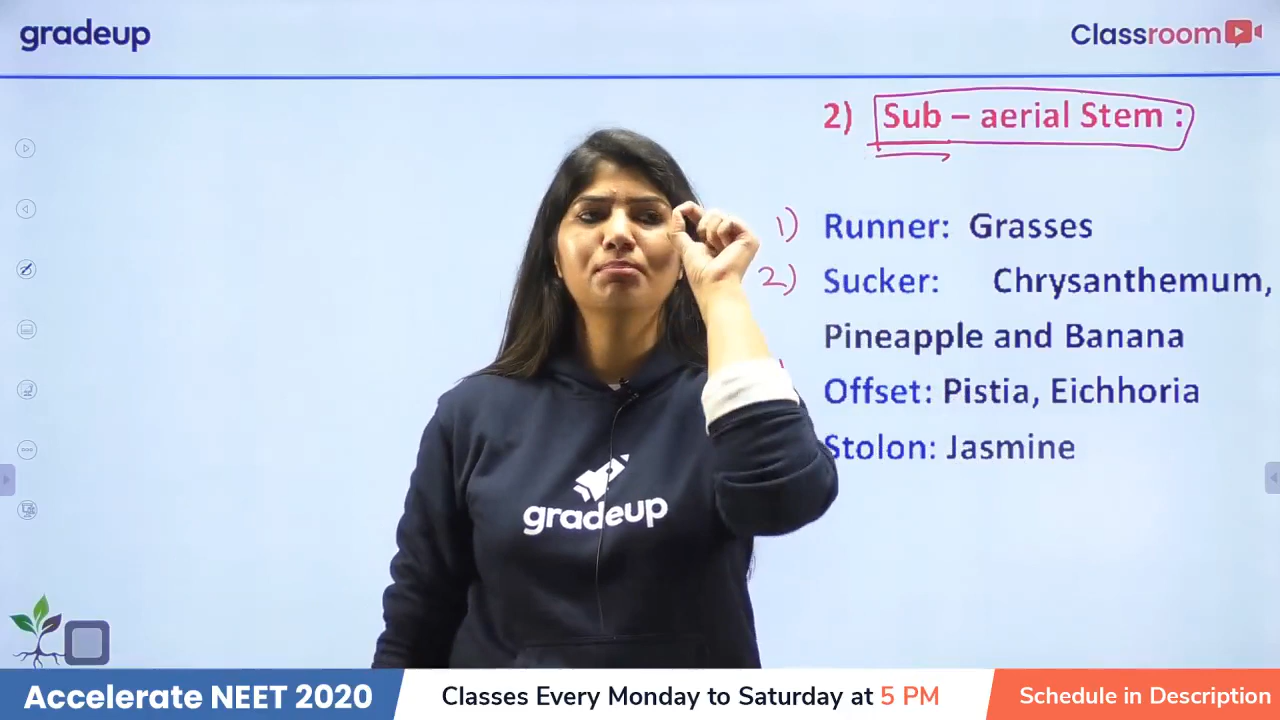 gradeup
Classroom
2) Sub – aerial Stem :
1) Runner: Grasses
2) Sucker: Chrysanthemum,
Pineapple and Banana
Offset: Pistia, Eichhoria
Stolon: Jasmine
gradeup
Accelerate NEET 2020
Classes Every Monday to Saturday at 5 PM
Schedule in Description